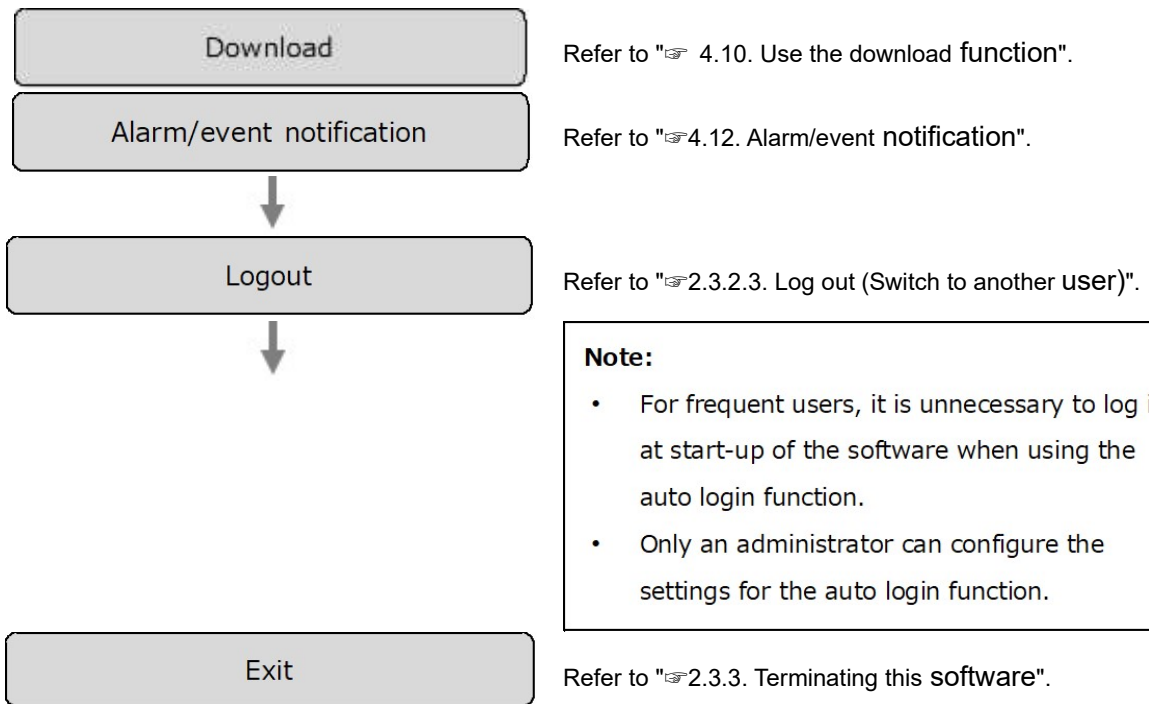 Download
Refer to "☞ 4.10. Use the download function".
Alarm/event notification
Refer to "☞4.12. Alarm/event notification".
Logout
Refer to "☞2.3.2.3. Log out (Switch to another user)".
Note:
• For frequent users, it is unnecessary to log
at start-up of the software when using the
auto login function.
• Only an administrator can configure the
settings for the auto login function.
Exit
Refer to "☞2.3.3. Terminating this software".